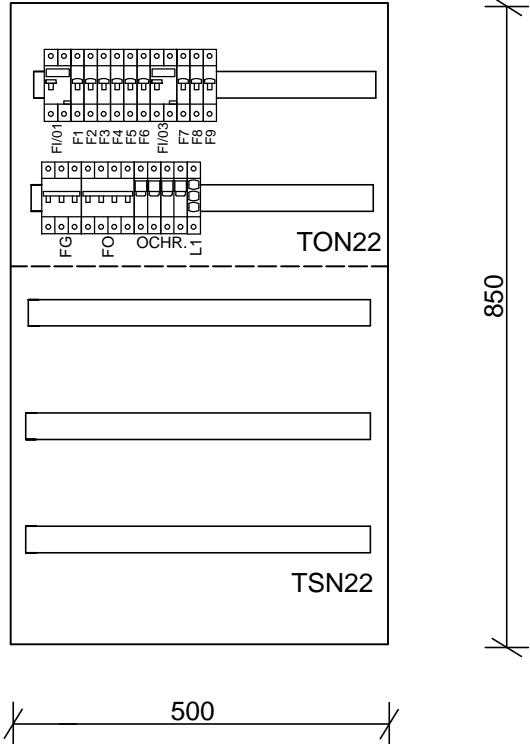 FI/01 F1 F2 F3 F4 F5 F6 FI/03 F7 F8 F9
FG FO OCHR. L1
TON22
850
TSN22
500